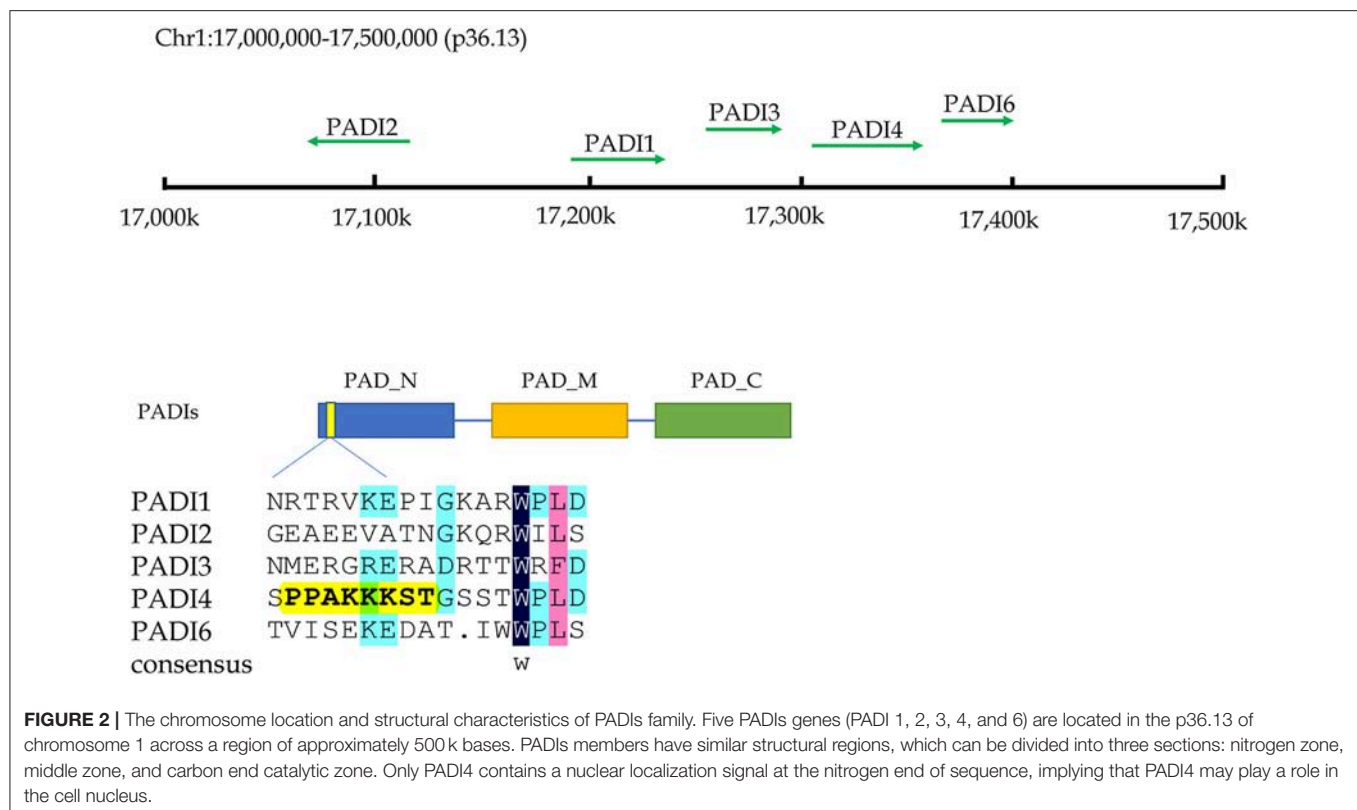 Chr1:17,000,000-17,500,000 (p36.13)
PADI2
PADI1
PADI3
PADI4
PADI6
17,000k 17,100k 17,200k 17,300k 17,400k 17,500k
PAD_N PAD_M PAD_C
PADIs
PADI1 NRTRVKEPIGKARWPLD
PADI2 GEAEEVATNGKQRWILS
PADI3 NMERGRERADRTTWRFD
PADI4 SPPAKKKSTGSSTWPLD
PADI6 TVISEKEDAT.IWWPLS
consensus w
FIGURE 2 | The chromosome location and structural characteristics of PADIs family. Five PADIs genes (PADI 1, 2, 3, 4, and 6) are located in the p36.13 of
chromosome 1 across a region of approximately 500 k bases. PADIs members have similar structural regions, which can be divided into three sections: nitrogen zone,
middle zone, and carbon end catalytic zone. Only PADI4 contains a nuclear localization signal at the nitrogen end of sequence, implying that PADI4 may play a role in
the cell nucleus.